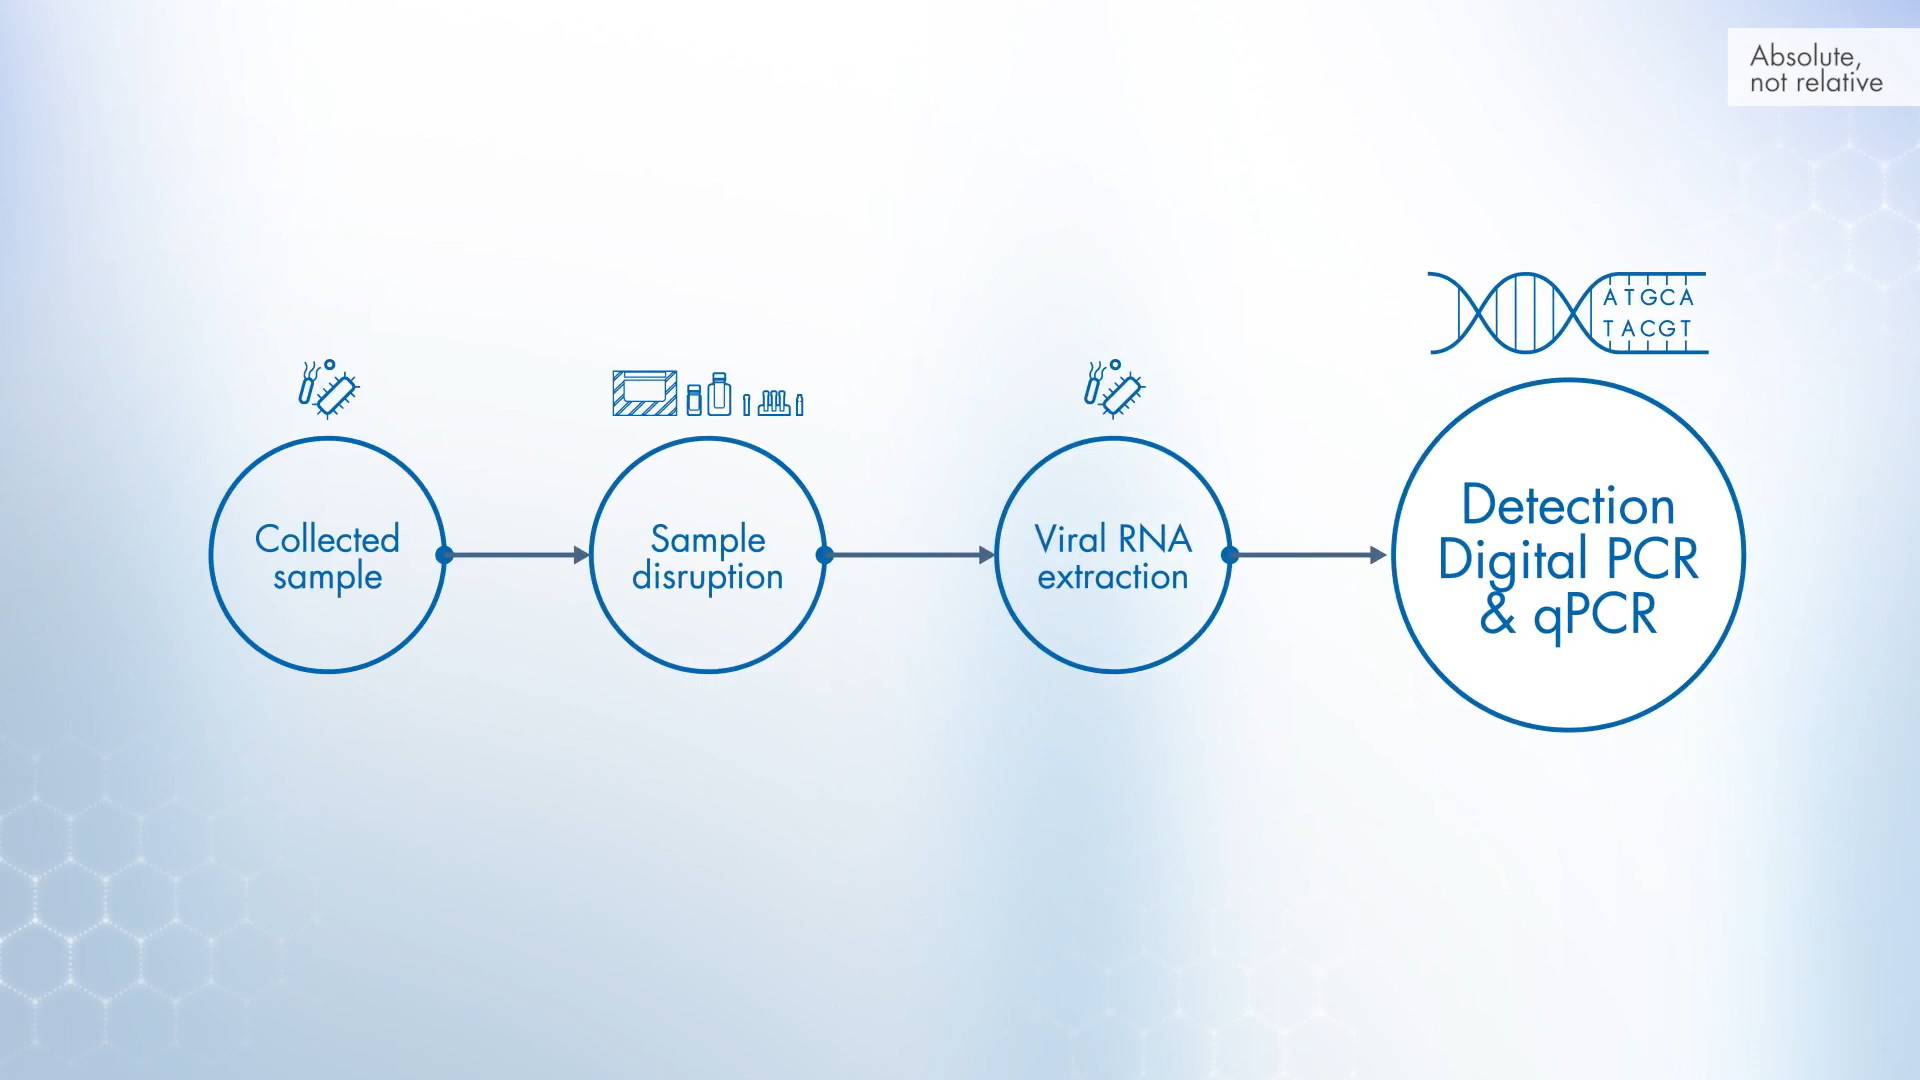 Absolute,
not relative
ATGCA
TACGT
Collected
sample
Sample
disruption
Viral RNA
extraction
Detection
Digital PCR
& qPCR